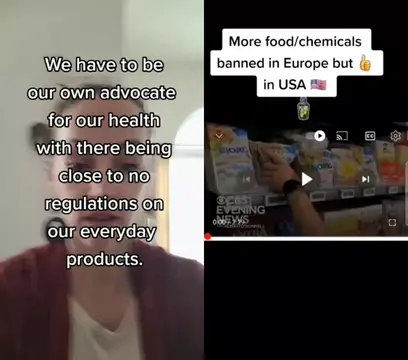 We have to be
our own advocate
for our health
with there being
close to no
regulations on
our everyday
products.
More food/chemicals
banned in Europe but 👍
in USA 🇺🇸
CC
CBS
EVENING
NEWS